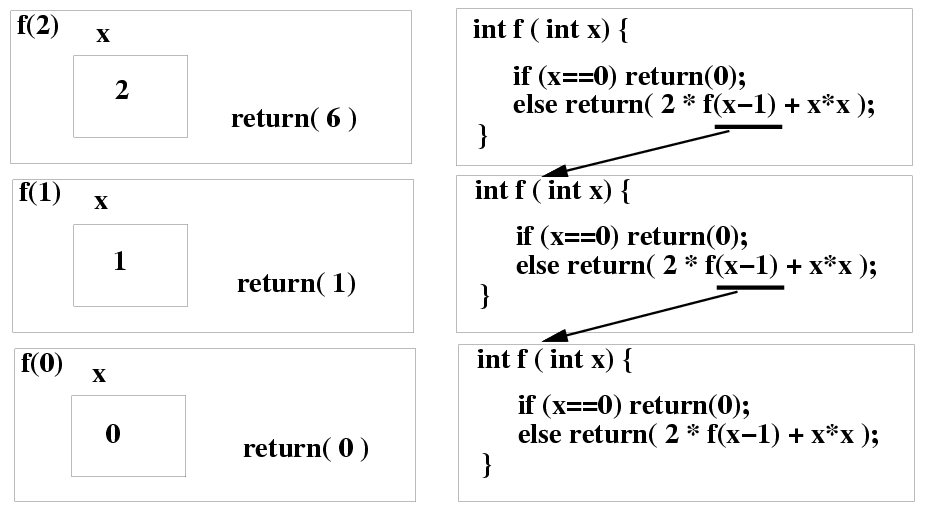 f(2)
x
2
return( 6 )
int f ( int x) {
if (x==0) return(0);
else return( 2 * f(x−1) + x*x );
}
f(1)
x
1
return( 1)
int f ( int x) {
if (x==0) return(0);
else return( 2 * f(x−1) + x*x );
}
f(0)
x
0
return( 0 )
int f ( int x) {
if (x==0) return(0);
else return( 2 * f(x−1) + x*x );
}